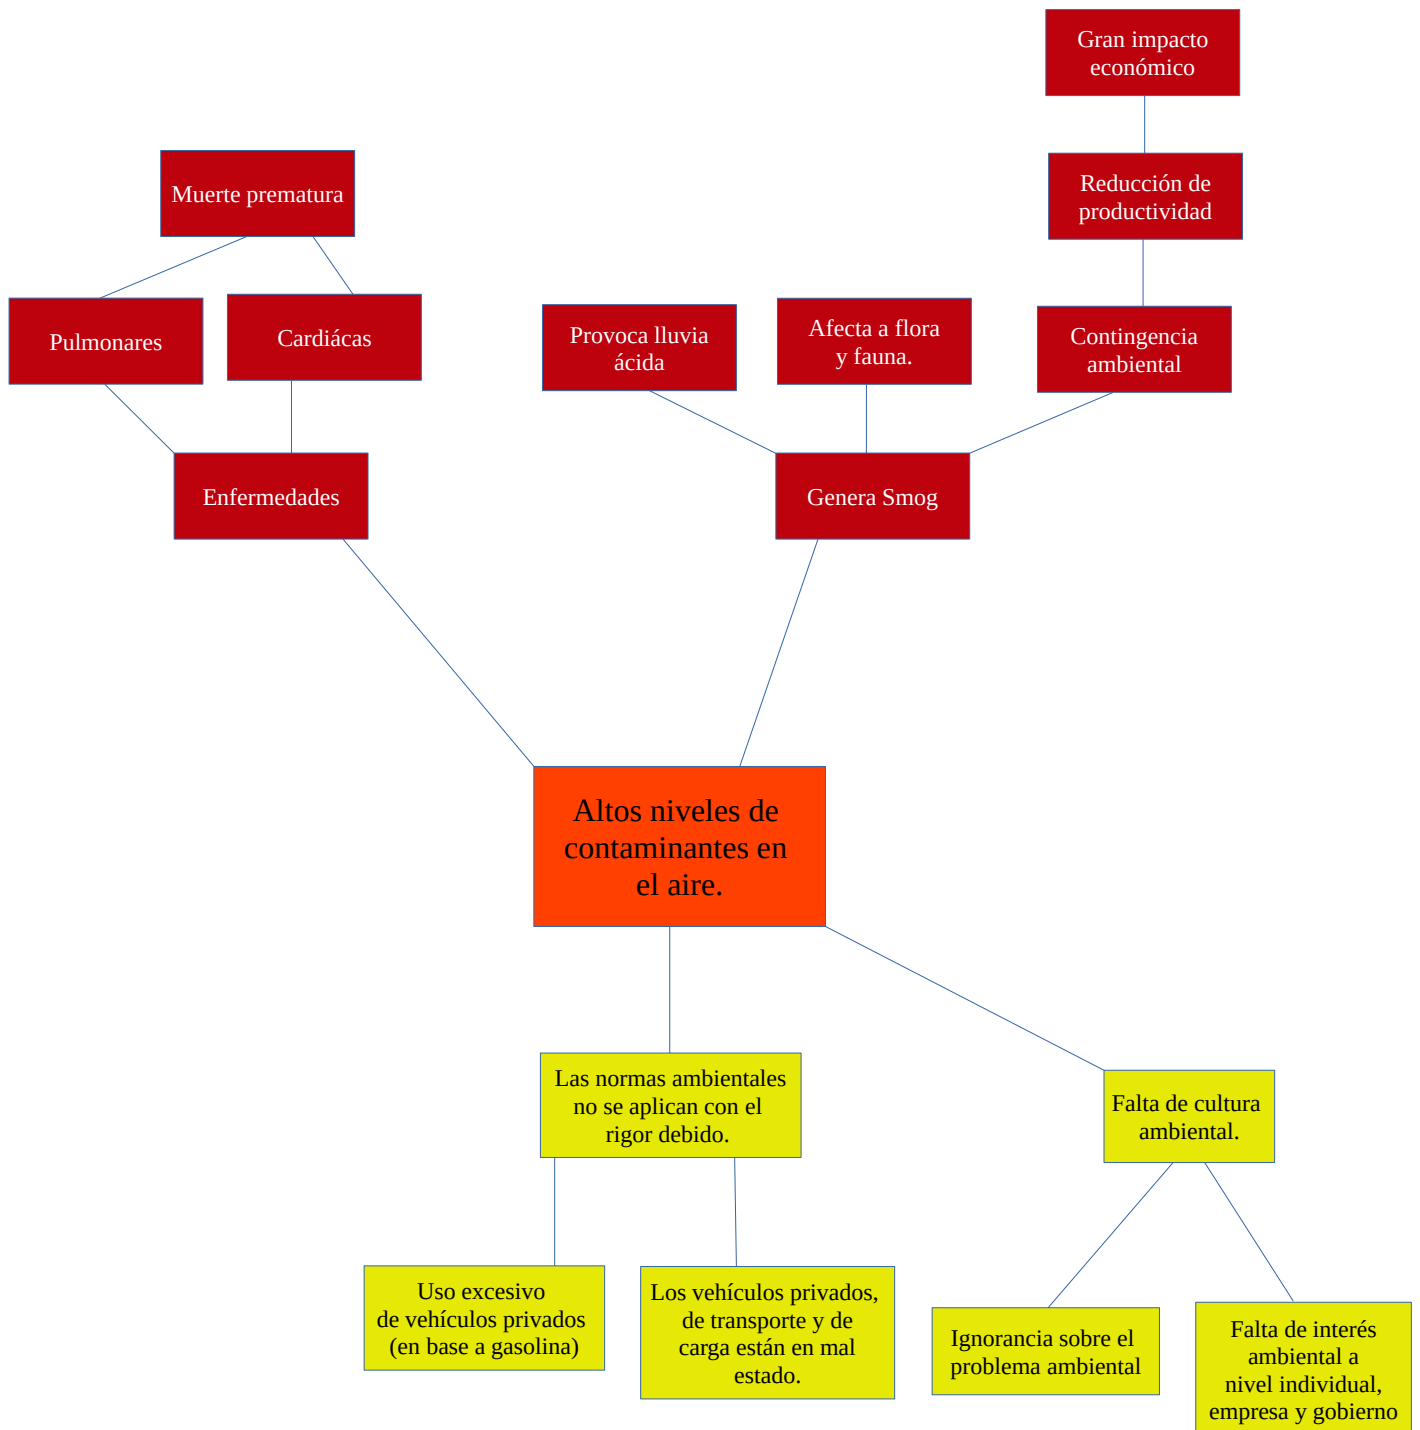 Gran impacto
económico
Muerte prematura
Reducción de
productividad
Pulmonares
Cardiácas
Provoca lluvia
ácida
Afecta a flora
y fauna.
Contingencia
ambiental
Enfermedades
Genera Smog
Altos niveles de
contaminantes en
el aire.
Las normas ambientales
no se aplican con el
rigor debido.
Falta de cultura
ambiental.
Uso excesivo
de vehículos privados
(en base a gasolina)
Los vehículos privados,
de transporte y de
carga están en mal
estado.
Ignorancia sobre el
problema ambiental
Falta de interés
ambiental a
nivel individual,
empresa y gobierno